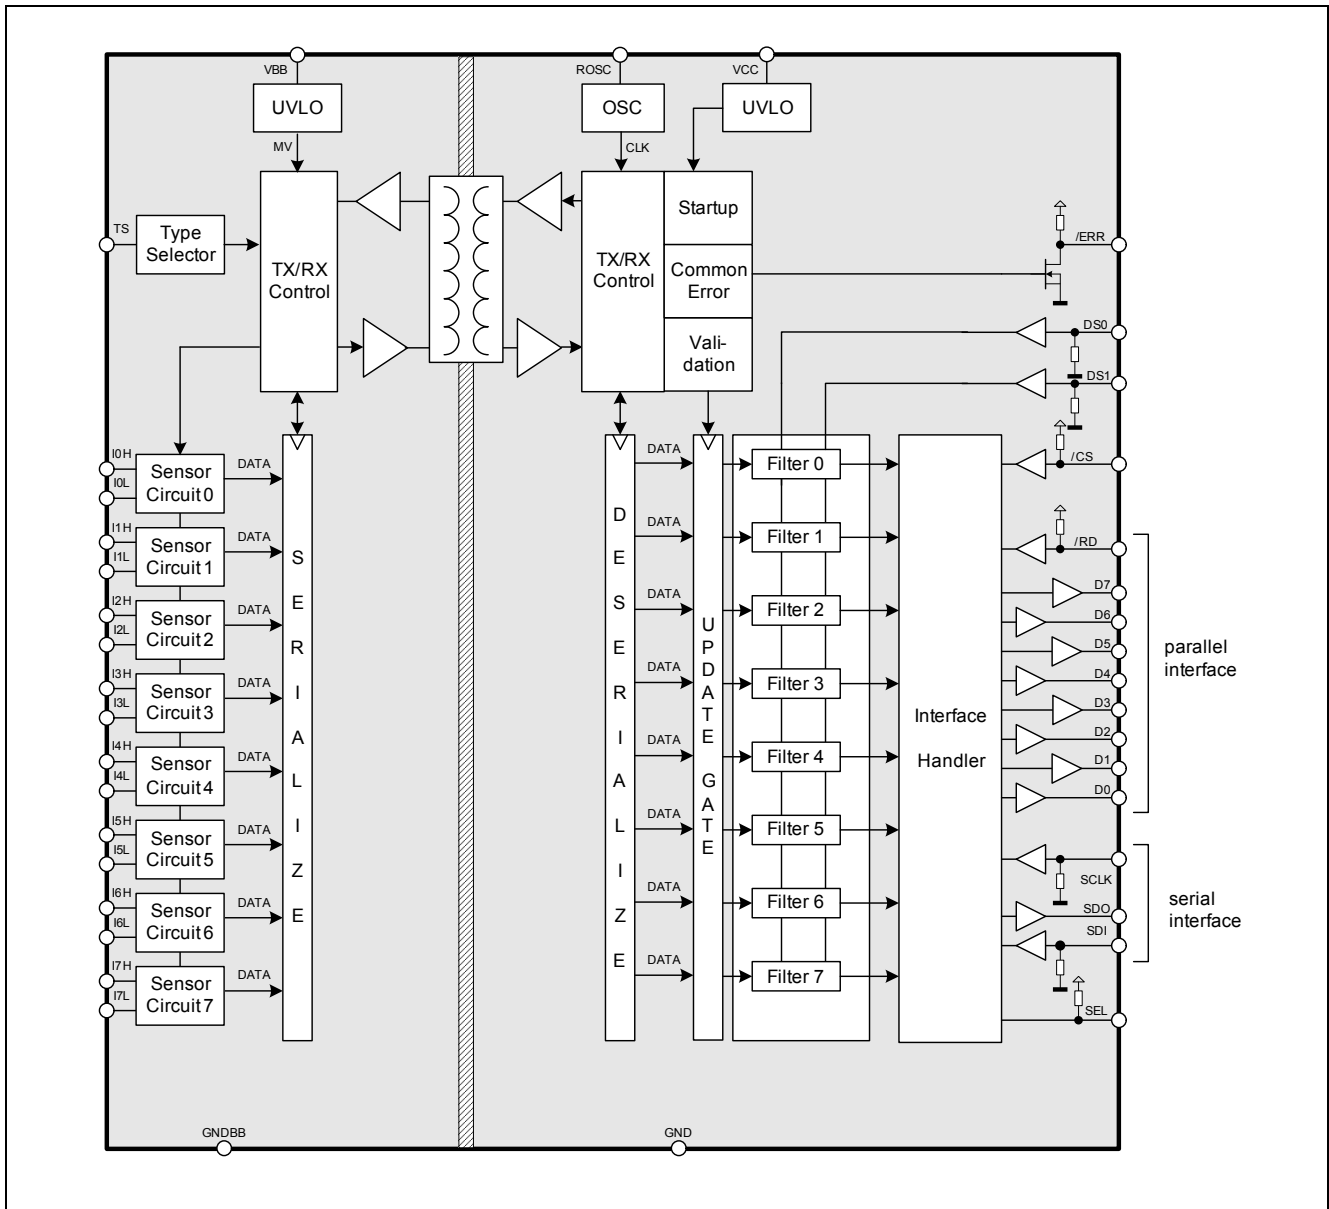 VBB
ROSC
VCC
UVLO
OSC
UVLO
MV
CLK
TS
Type
Selector
TX/RX
Control
TX/RX
Control
Startup
Common
Error
Vali-
dation
/ERR
DS0
DS1
/CS
/RD
D7
D6
D5
D4
D3
D2
D1
D0
parallel
interface
SCLK
SDO
SDI
serial
interface
SEL
I0H
I0L
Sensor
Circuit 0
DATA
I1H
I1L
Sensor
Circuit 1
DATA
I2H
I2L
Sensor
Circuit 2
DATA
I3H
I3L
Sensor
Circuit 3
DATA
I4H
I4L
Sensor
Circuit 4
DATA
I5H
I5L
Sensor
Circuit 5
DATA
I6H
I6L
Sensor
Circuit 6
DATA
I7H
I7L
Sensor
Circuit 7
DATA
SERIALIZE
DESERIALIZE
DATA
DATA
DATA
DATA
DATA
DATA
DATA
DATA
UPDATE GATE
Filter 0
Filter 1
Filter 2
Filter 3
Filter 4
Filter 5
Filter 6
Filter 7
Interface
Handler
GNDBB
GND